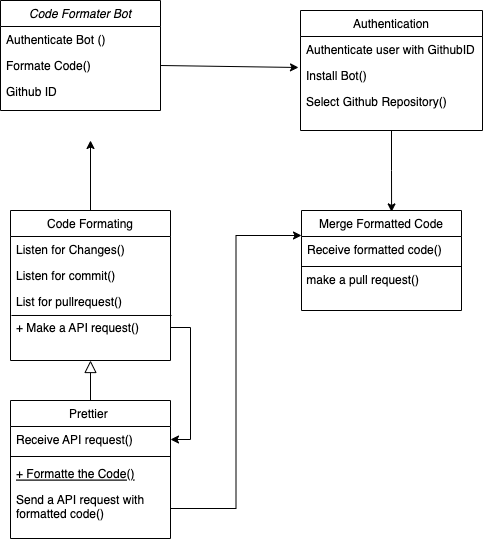 Code Formater Bot
Authenticate Bot ()
Formate Code()
Github ID
Authentication
Authenticate user with GithubID
Install Bot()
Select Github Repository()
Code Formating
Listen for Changes()
Listen for commit()
List for pullrequest()
+ Make a API request()
Merge Formatted Code
Receive formatted code()
make a pull request()
Prettier
Receive API request()
+ Formatte the Code()
Send a API request with
formatted code()